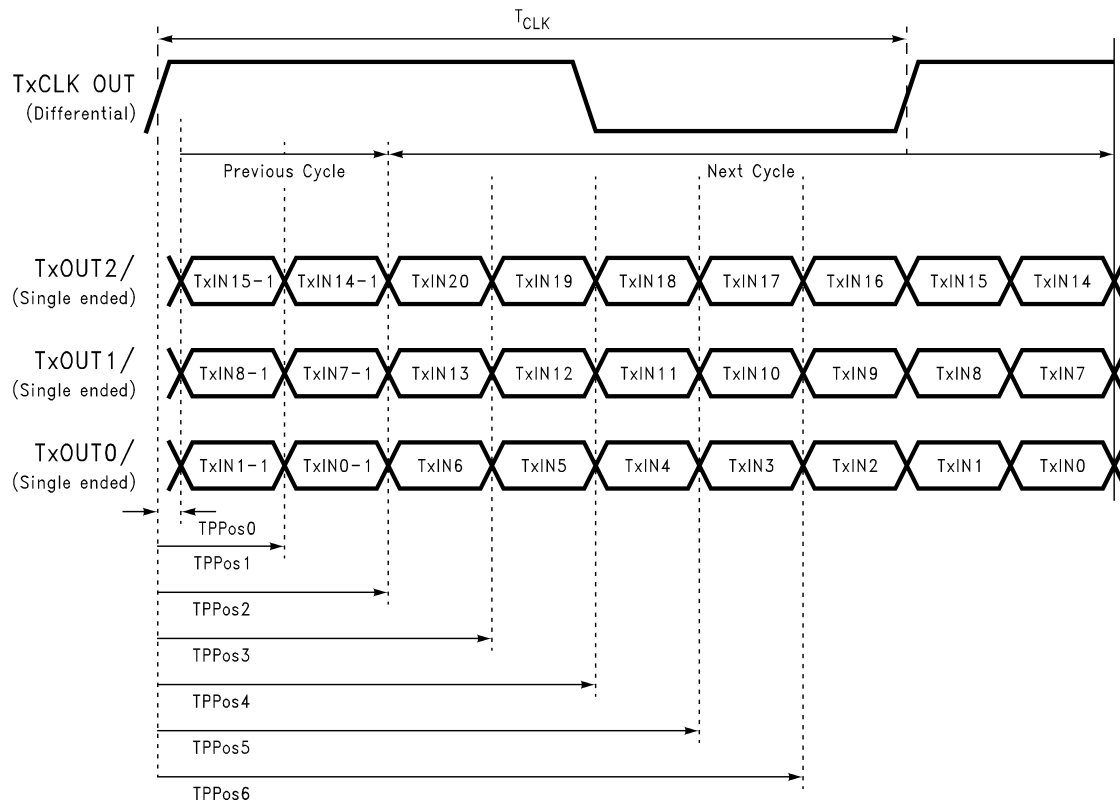 TCLK
TxCLK OUT
(Differential)
Previous Cycle
Next Cycle
TxOUT2/
(Single ended)
TxIN15-1 TxIN14-1 TxIN20 TxIN19 TxIN18 TxIN17 TxIN16 TxIN15 TxIN14
TxOUT1/
(Single ended)
TxIN8-1 TxIN7-1 TxIN13 TxIN12 TxIN11 TxIN10 TxIN9 TxIN8 TxIN7
TxOUT0/
(Single ended)
TxIN1-1 TxIN0-1 TxIN6 TxIN5 TxIN4 TxIN3 TxIN2 TxIN1 TxIN0
TPPos0
TPPos1
TPPos2
TPPos3
TPPos4
TPPos5
TPPos6